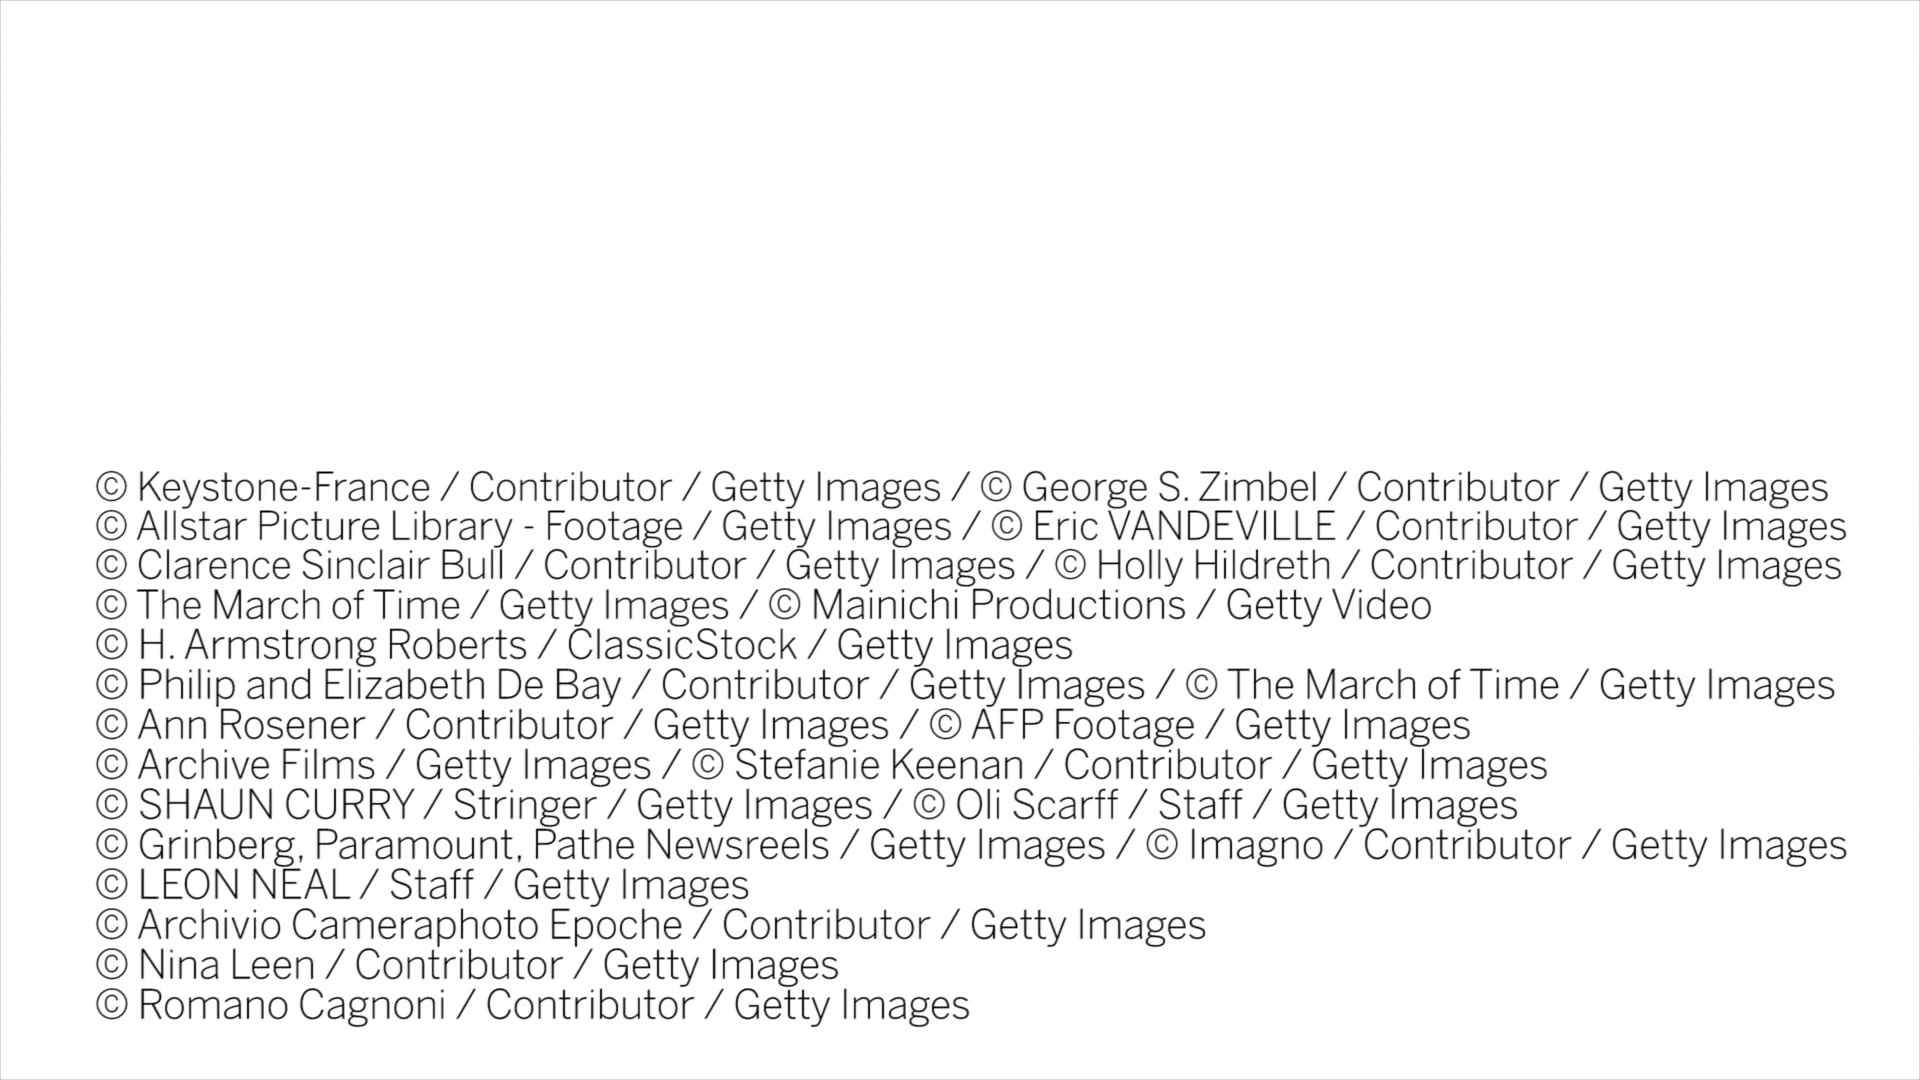 © Keystone-France / Contributor / Getty Images / © George S. Zimbel / Contributor / Getty Images
© Allstar Picture Library - Footage / Getty Images / © Eric VANDEVILLE / Contributor / Getty Images
© Clarence Sinclair Bull / Contributor / Getty Images / © Holly Hildreth / Contributor / Getty Images
© The March of Time / Getty Images / © Mainichi Productions / Getty Video
© H. Armstrong Roberts / ClassicStock / Getty Images
© Philip and Elizabeth De Bay / Contributor / Getty Images / © The March of Time / Getty Images
© Ann Rosener / Contributor / Getty Images / © AFP Footage / Getty Images
© Archive Films / Getty Images / © Stefanie Keenan / Contributor / Getty Images
© SHAUN CURRY / Stringer / Getty Images / © Oli Scarff / Staff / Getty Images
© Grinberg, Paramount, Pathe Newsreels / Getty Images / © Imagno / Contributor / Getty Images
© LEON NEAL / Staff / Getty Images
© Archivio Cameraphoto Epoche / Contributor / Getty Images
© Nina Leen / Contributor / Getty Images
© Romano Cagnoni / Contributor / Getty Images